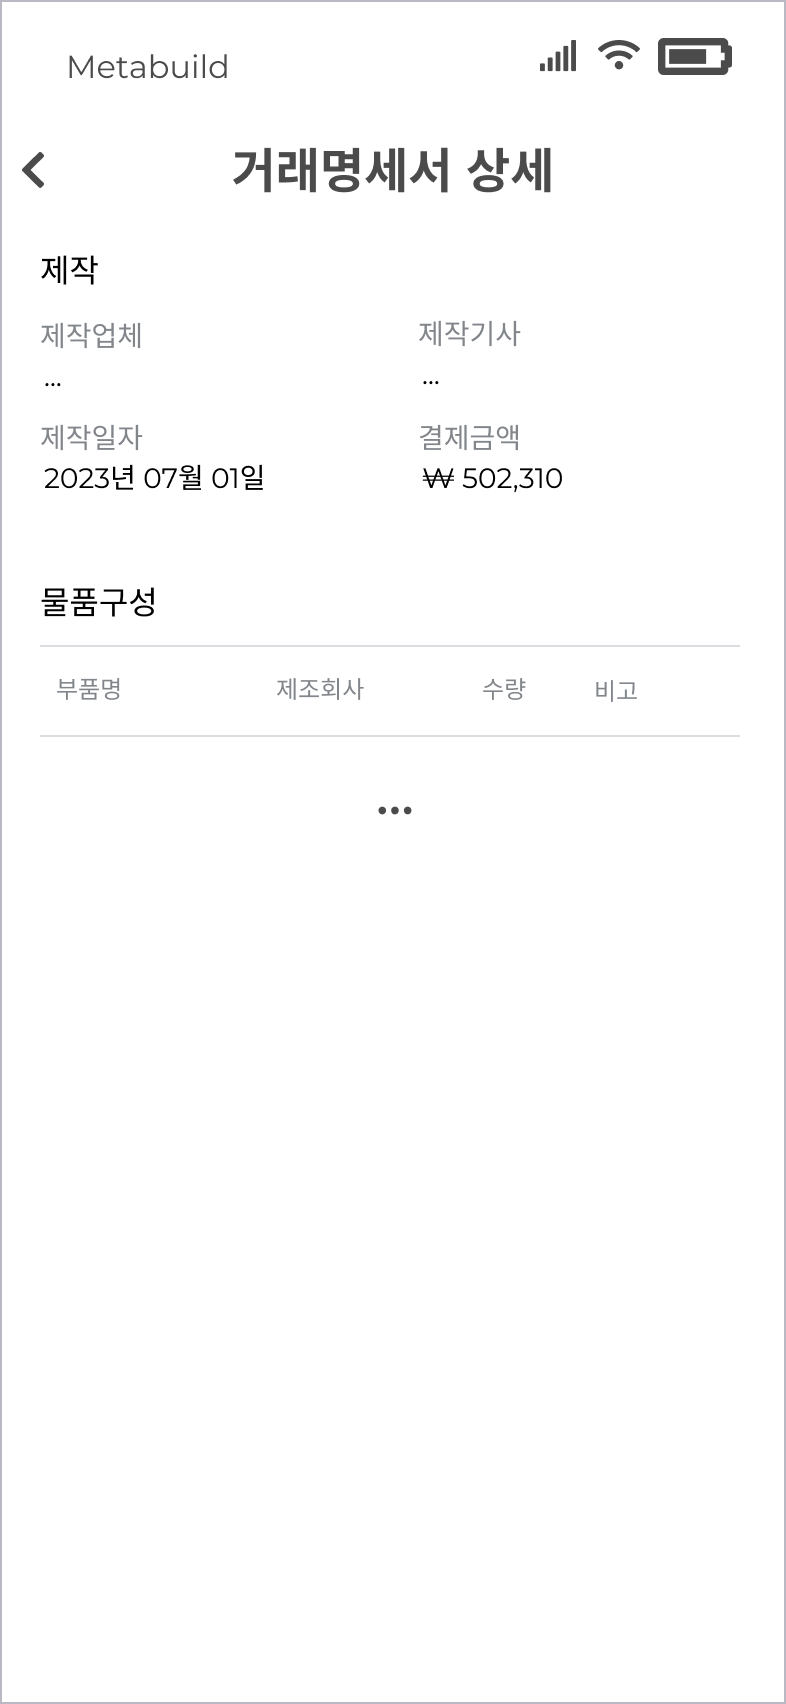 Metabuild
거래명세서 상세
제작
제작업체 제작기사
... ...
제작일자 결제금액
2023년 07월 01일 ₩ 502,310
물품구성
부품명 제조회사 수량 비고
...